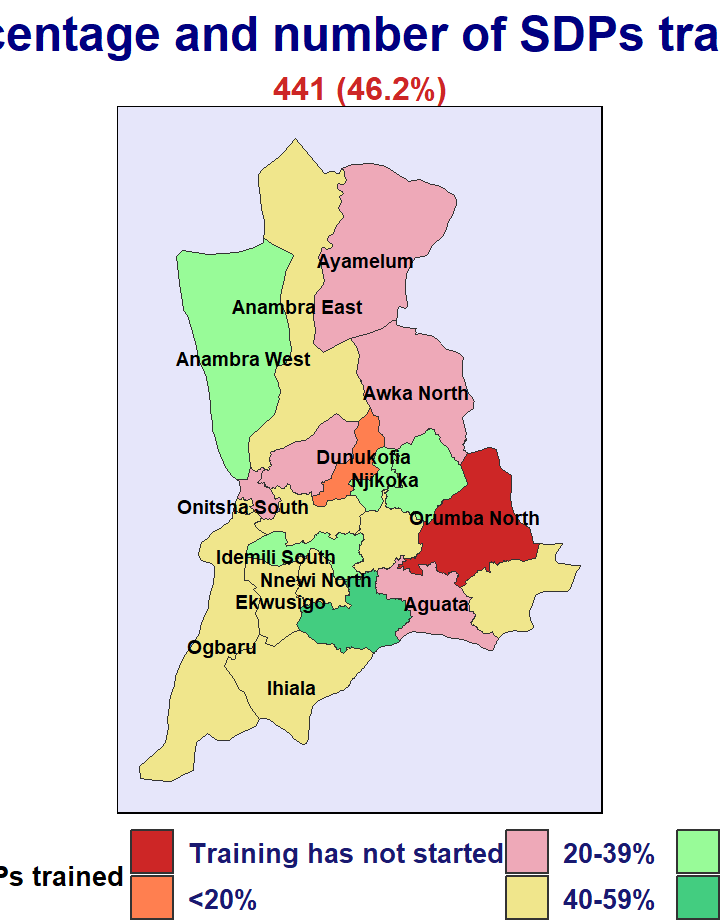 centage and number of SDPs tra
441 (46.2%)
Ayamelum
Anambra East
Anambra West
Awka North
Dunukofia
Njikoka
Onitsha South
Orumba North
Idemili South
Nnewi North
Ekwusigo
Aguata
Ogbaru
Ihiala
Ps trained
Training has not started
20-39%
<20%
40-59%